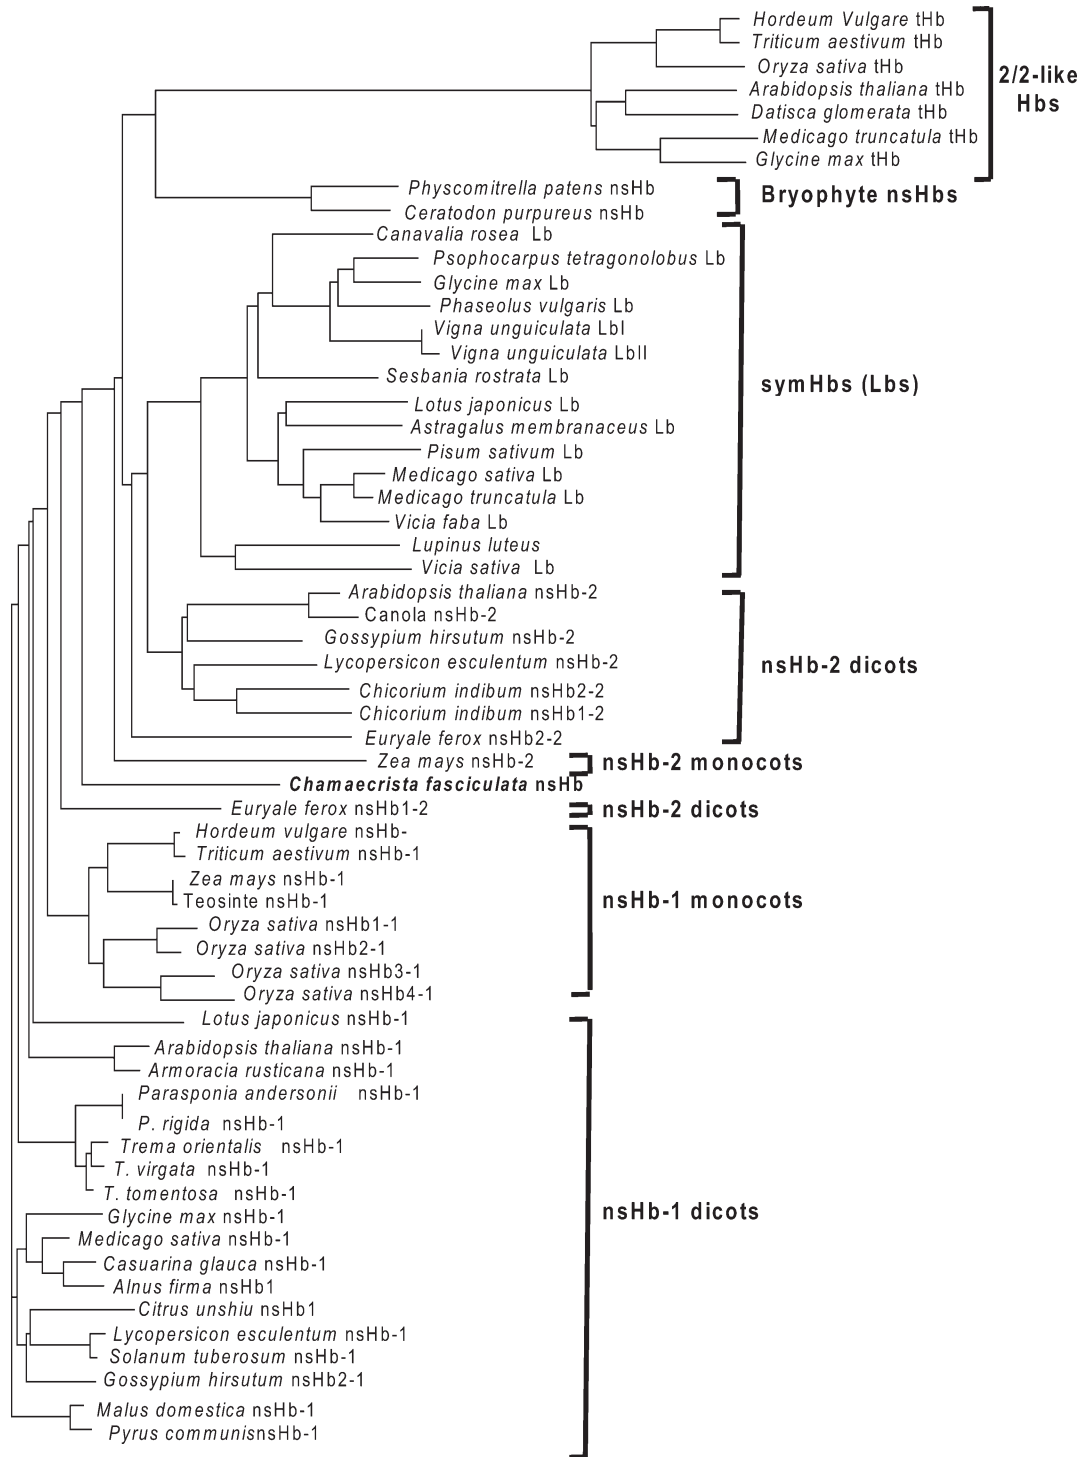 Hordeum Vulgare tHb
Triticum aestivum tHb
Oryza sativa tHb
Arabidopsis thaliana tHb
Datisca glomerata tHb
Medicago truncatula tHb
Glycine max tHb
2/2-like
Hbs
Physcomitrella patens nsHb
Ceratodon purpureus nsHb
Bryophyte nsHbs
Canavalia rosea Lb
Psophocarpus tetragonolobus Lb
Glycine max Lb
Phaseolus vulgaris Lb
Vigna unguiculata LbI
Vigna unguiculata LbII
Sesbania rostrata Lb
Lotus japonicus Lb
Astragalus membranaceus Lb
Pisum sativum Lb
Medicago sativa Lb
Medicago truncatula Lb
Vicia faba Lb
Lupinus luteus
Vicia sativa Lb
symHbs (Lbs)
Arabidopsis thaliana nsHb-2
Canola nsHb-2
Gossypium hirsutum nsHb-2
Lycopersicon esculentum nsHb-2
Chicorium indibum nsHb2-2
Chicorium indibum nsHb1-2
Euryale ferox nsHb2-2
nsHb-2 dicots
Zea mays nsHb-2
nsHb-2 monocots
Chamaecrista fasciculata nsHb
Euryale ferox nsHb1-2
nsHb-2 dicots
Hordeum vulgare nsHb-
Triticum aestivum nsHb-1
Zea mays nsHb-1
Teosinte nsHb-1
Oryza sativa nsHb1-1
Oryza sativa nsHb2-1
Oryza sativa nsHb3-1
Oryza sativa nsHb4-1
nsHb-1 monocots
Lotus japonicus nsHb-1
Arabidopsis thaliana nsHb-1
Armoracia rusticana nsHb-1
Parasponia andersonii nsHb-1
P. rigida nsHb-1
Trema orientalis nsHb-1
T. virgata nsHb-1
T. tomentosa nsHb-1
Glycine max nsHb-1
Medicago sativa nsHb-1
Casuarina glauca nsHb-1
Alnus firma nsHb1
Citrus unshiu nsHb1
Lycopersicon esculentum nsHb-1
Solanum tuberosum nsHb-1
Gossypium hirsutum nsHb2-1
Malus domestica nsHb-1
Pyrus communisnsHb-1
nsHb-1 dicots